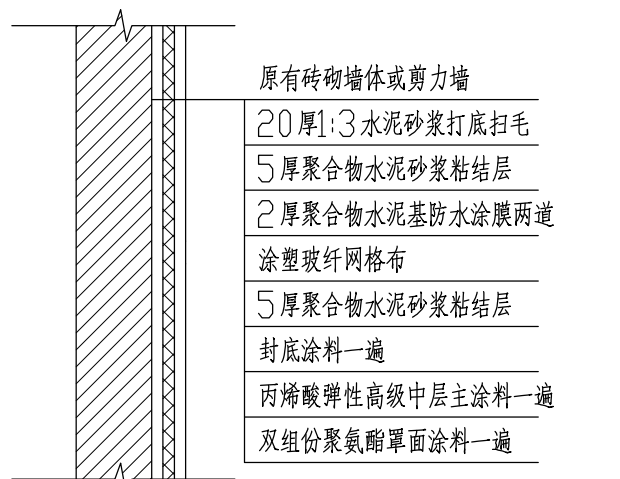 原有砖砌墙体或剪力墙
20厚1:3水泥砂浆打底扫毛
5厚聚合物水泥砂浆粘结层
2厚聚合物水泥基防水涂膜两道
涂塑玻纤网格布
5厚聚合物水泥砂浆粘结层
封底涂料一遍
丙烯酸弹性高级中层主涂料一遍
双组份聚氨酯罩面涂料一遍